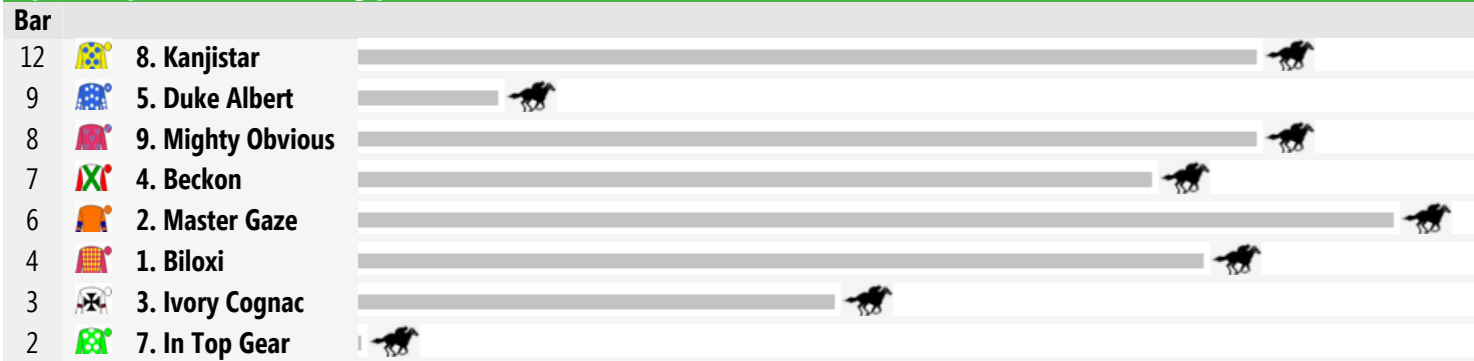 Bar
12 8. Kanjistar
9 5. Duke Albert
8 9. Mighty Obvious
7 4. Beckon
6 2. Master Gaze
4 1. Biloxi
3 3. Ivory Cognac
2 7. In Top Gear